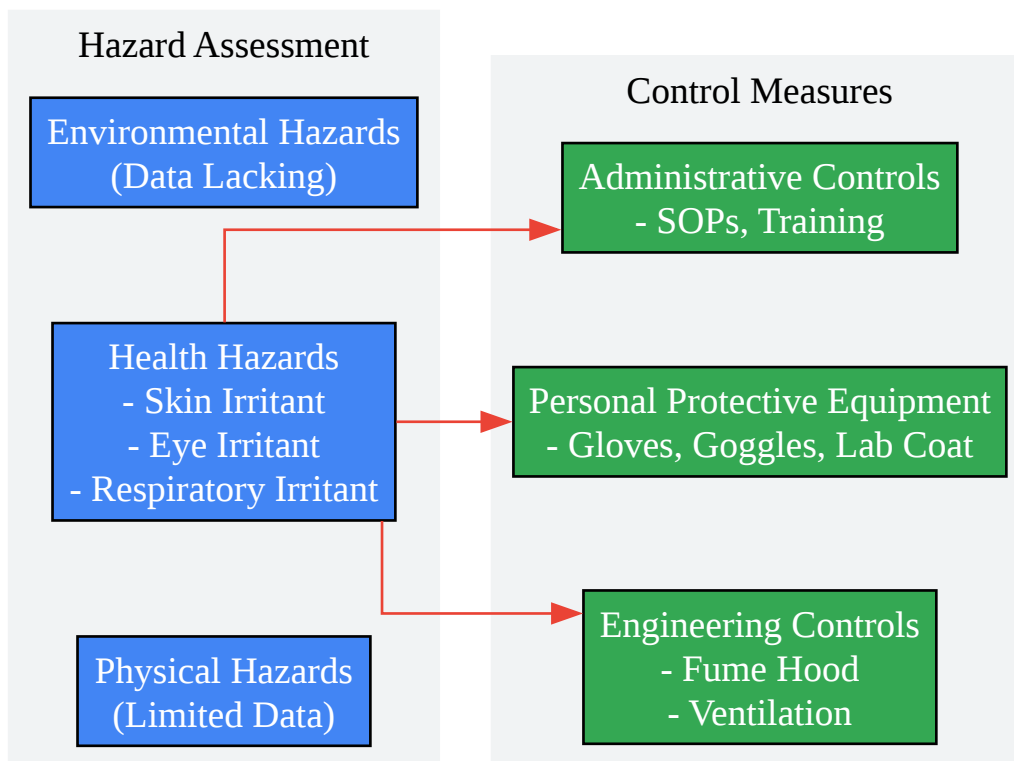 Hazard Assessment
Environmental Hazards
(Data Lacking)
Health Hazards
- Skin Irritant
- Eye Irritant
- Respiratory Irritant
Physical Hazards
(Limited Data)
Control Measures
Administrative Controls
- SOPs, Training
Personal Protective Equipment
- Gloves, Goggles, Lab Coat
Engineering Controls
- Fume Hood
- Ventilation